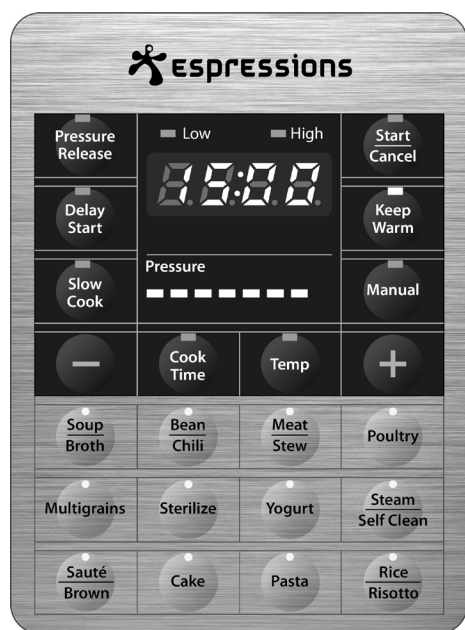 espressions
Pressure
Release
Low
High
Start
Cancel
15:00
Delay
Start
Keep
Warm
Slow
Cook
Pressure
Manual
−
Cook
Time
Temp
+
Soup
Broth
Bean
Chili
Meat
Stew
Poultry
Multigrains
Sterilize
Yogurt
Steam
Self Clean
Sauté
Brown
Cake
Pasta
Rice
Risotto